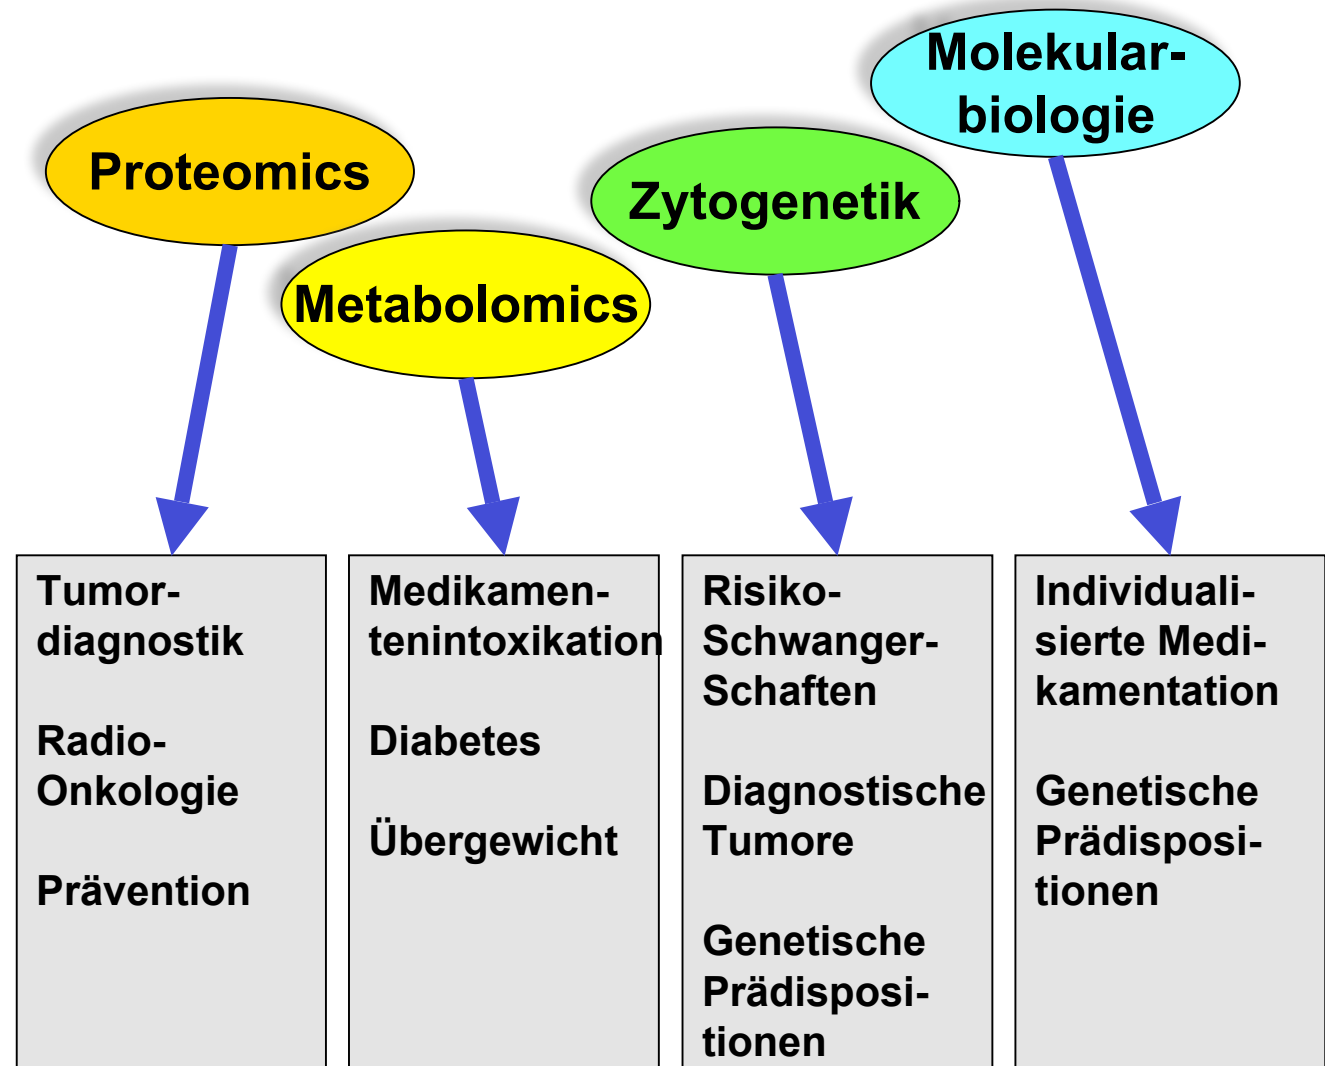 Molekular-
biologie
Proteomics
Zytogenetik
Metabolomics
Tumor-
diagnostik
Radio-
Onkologie
Prävention
Medikamen-
tenintoxikation
Diabetes
Übergewicht
Risiko-
Schwanger-
Schaften
Diagnostische
Tumore
Genetische
Prädisposi-
tionen
Individuali-
sierte Medi-
kamentation
Genetische
Prädisposi-
tionen